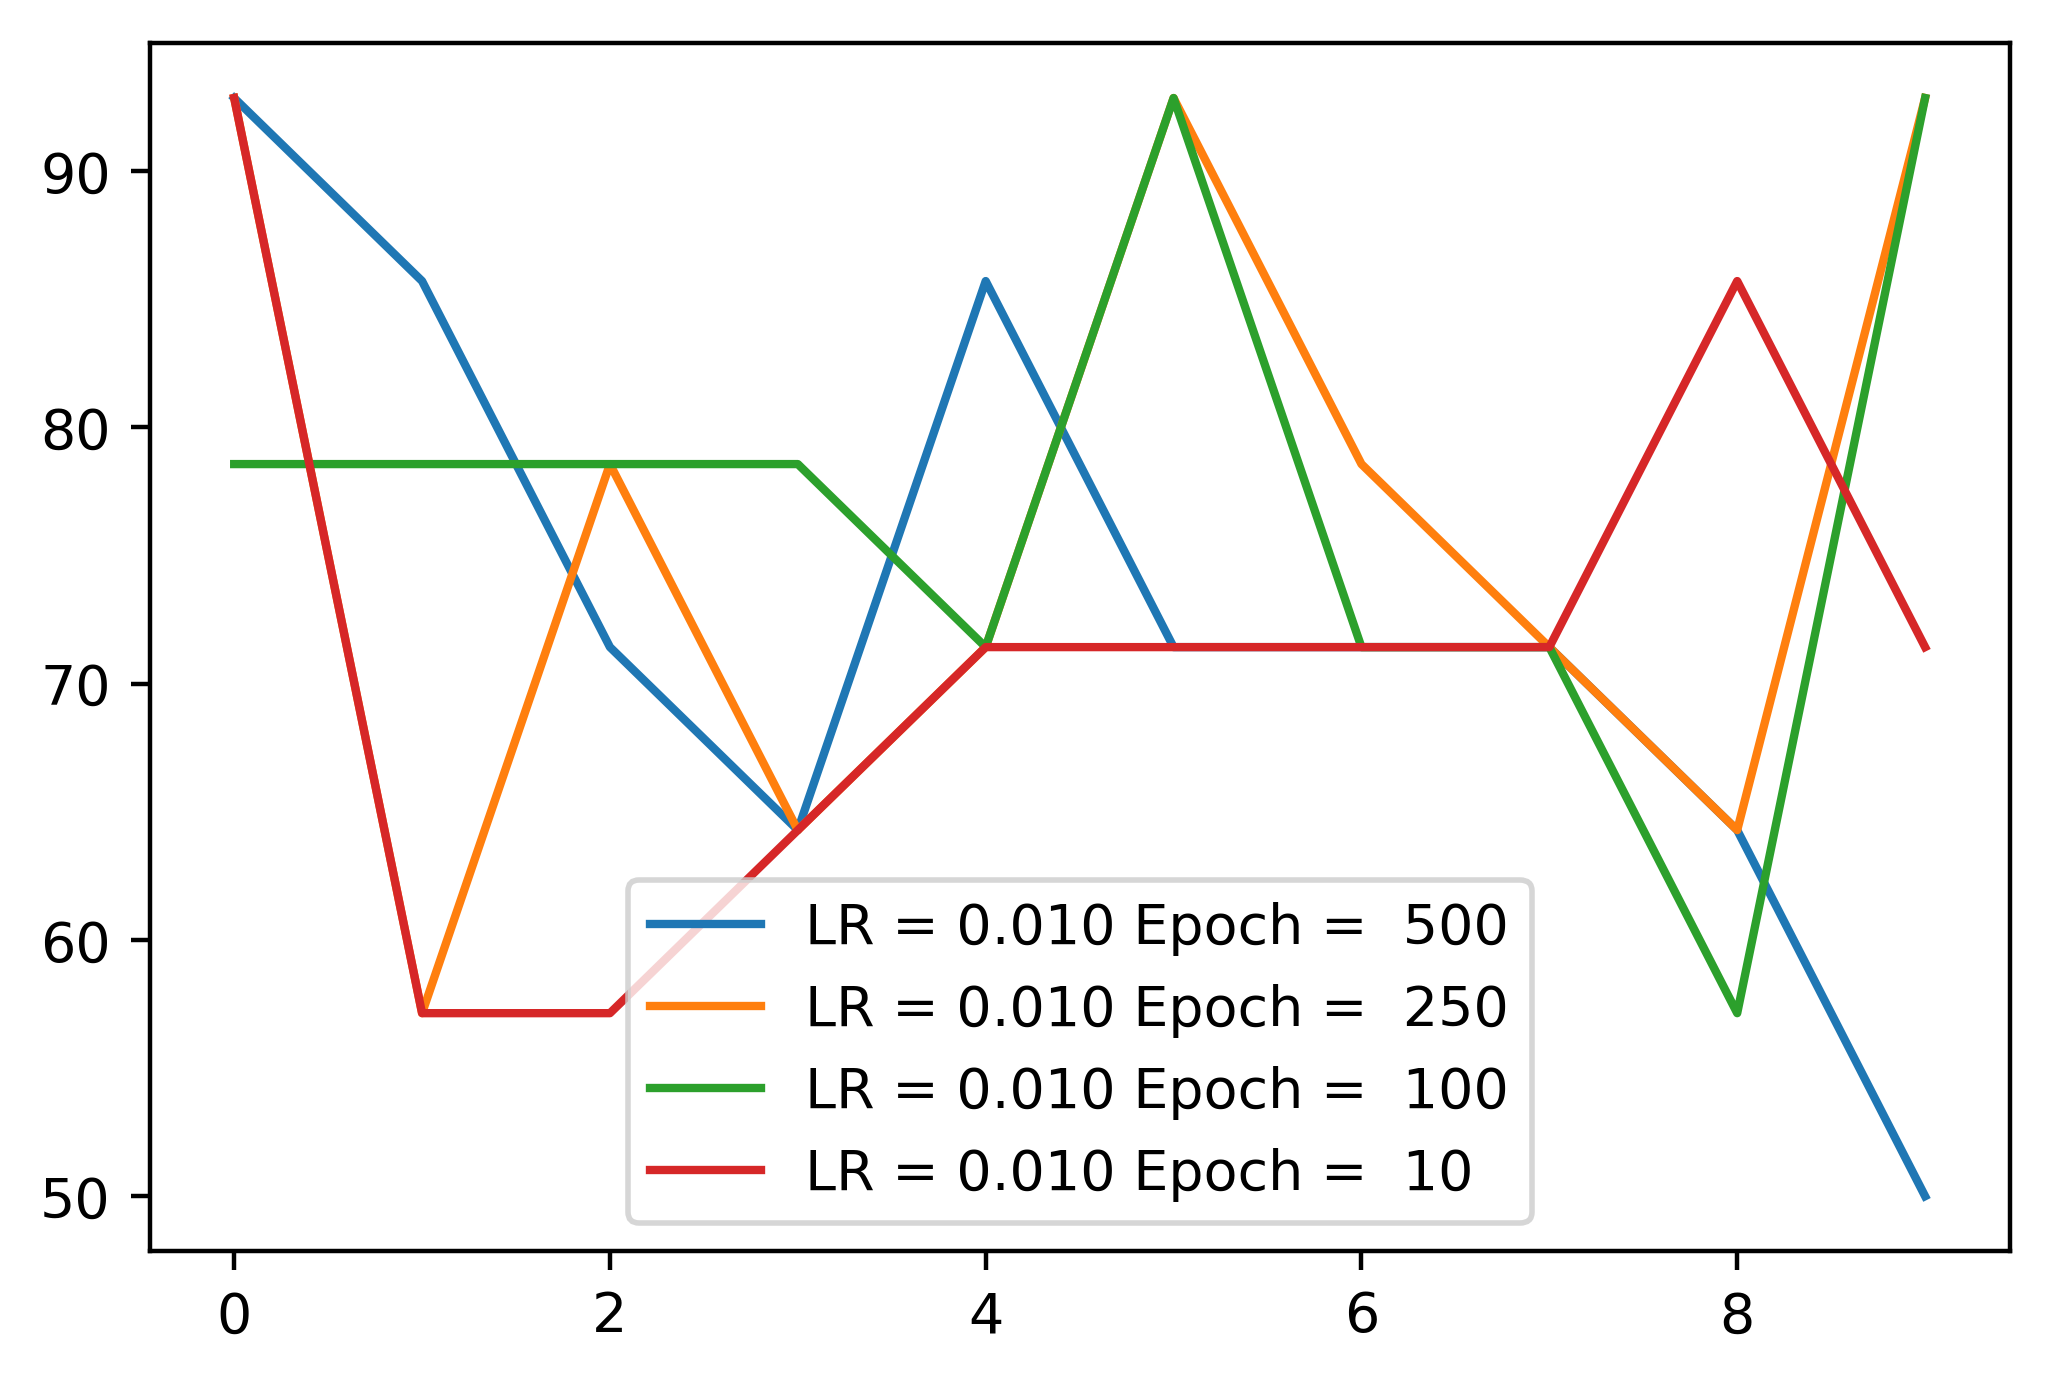 90
80
70
60
50
LR = 0.010 Epoch =  500
LR = 0.010 Epoch =  250
LR = 0.010 Epoch =  100
LR = 0.010 Epoch =  10
0 2 4 6 8